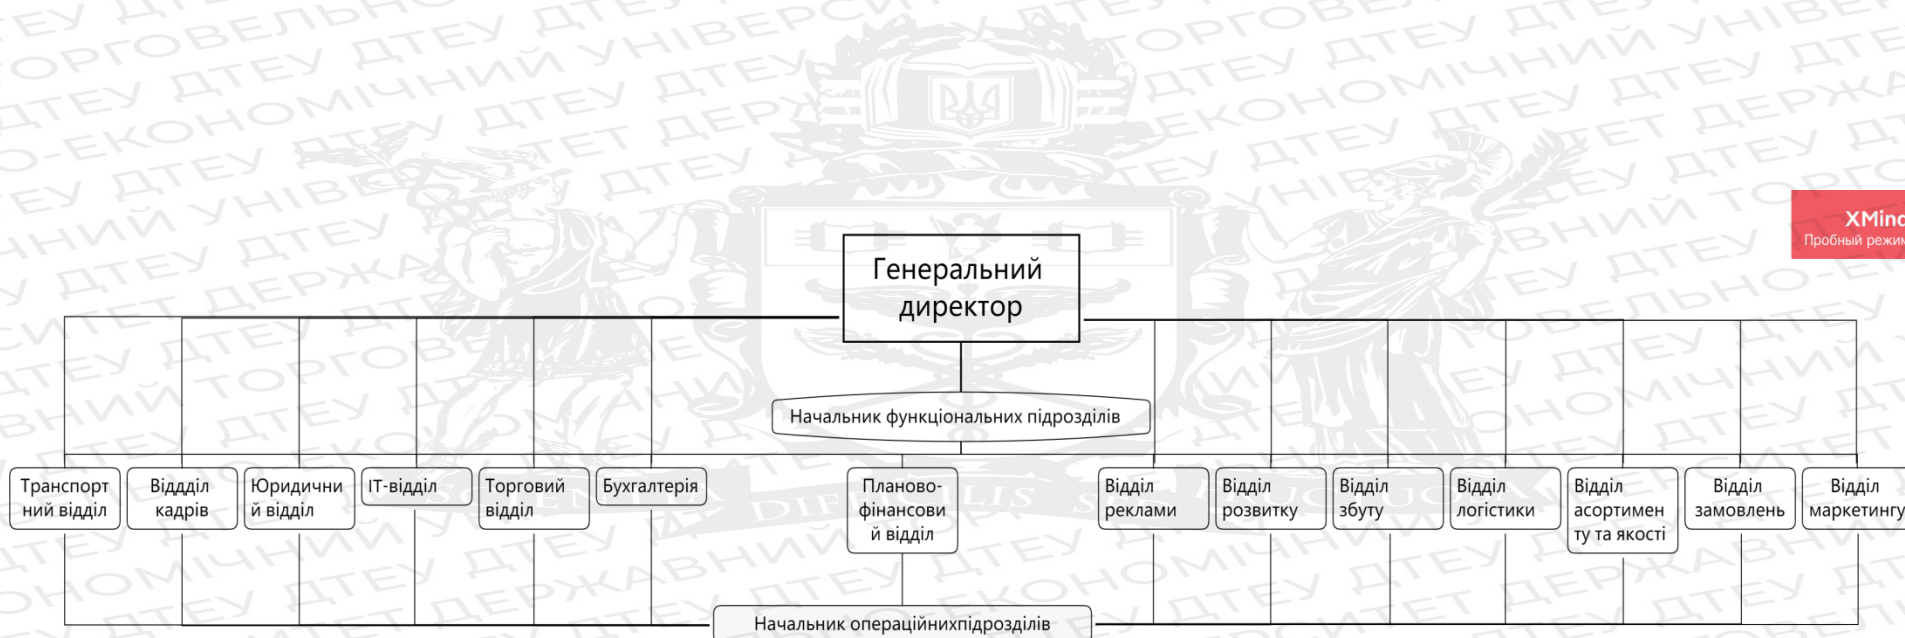 XMind
Пробный режим
Генеральний
директор
Начальник функціональних підрозділів
Транспорт
ний відділ
Віддділ
кадрів
Юридични
й відділ
ІТ-відділ
Торговий
відділ
Бухгалтерія
Планово-
фінансови
й відділ
Відділ
реклами
Відділ
розвитку
Відділ
збуту
Відділ
логістики
Відділ
асортимен
ту та якості
Відділ
замовлень
Відділ
маркетингу
Начальник операційнихпідрозділів